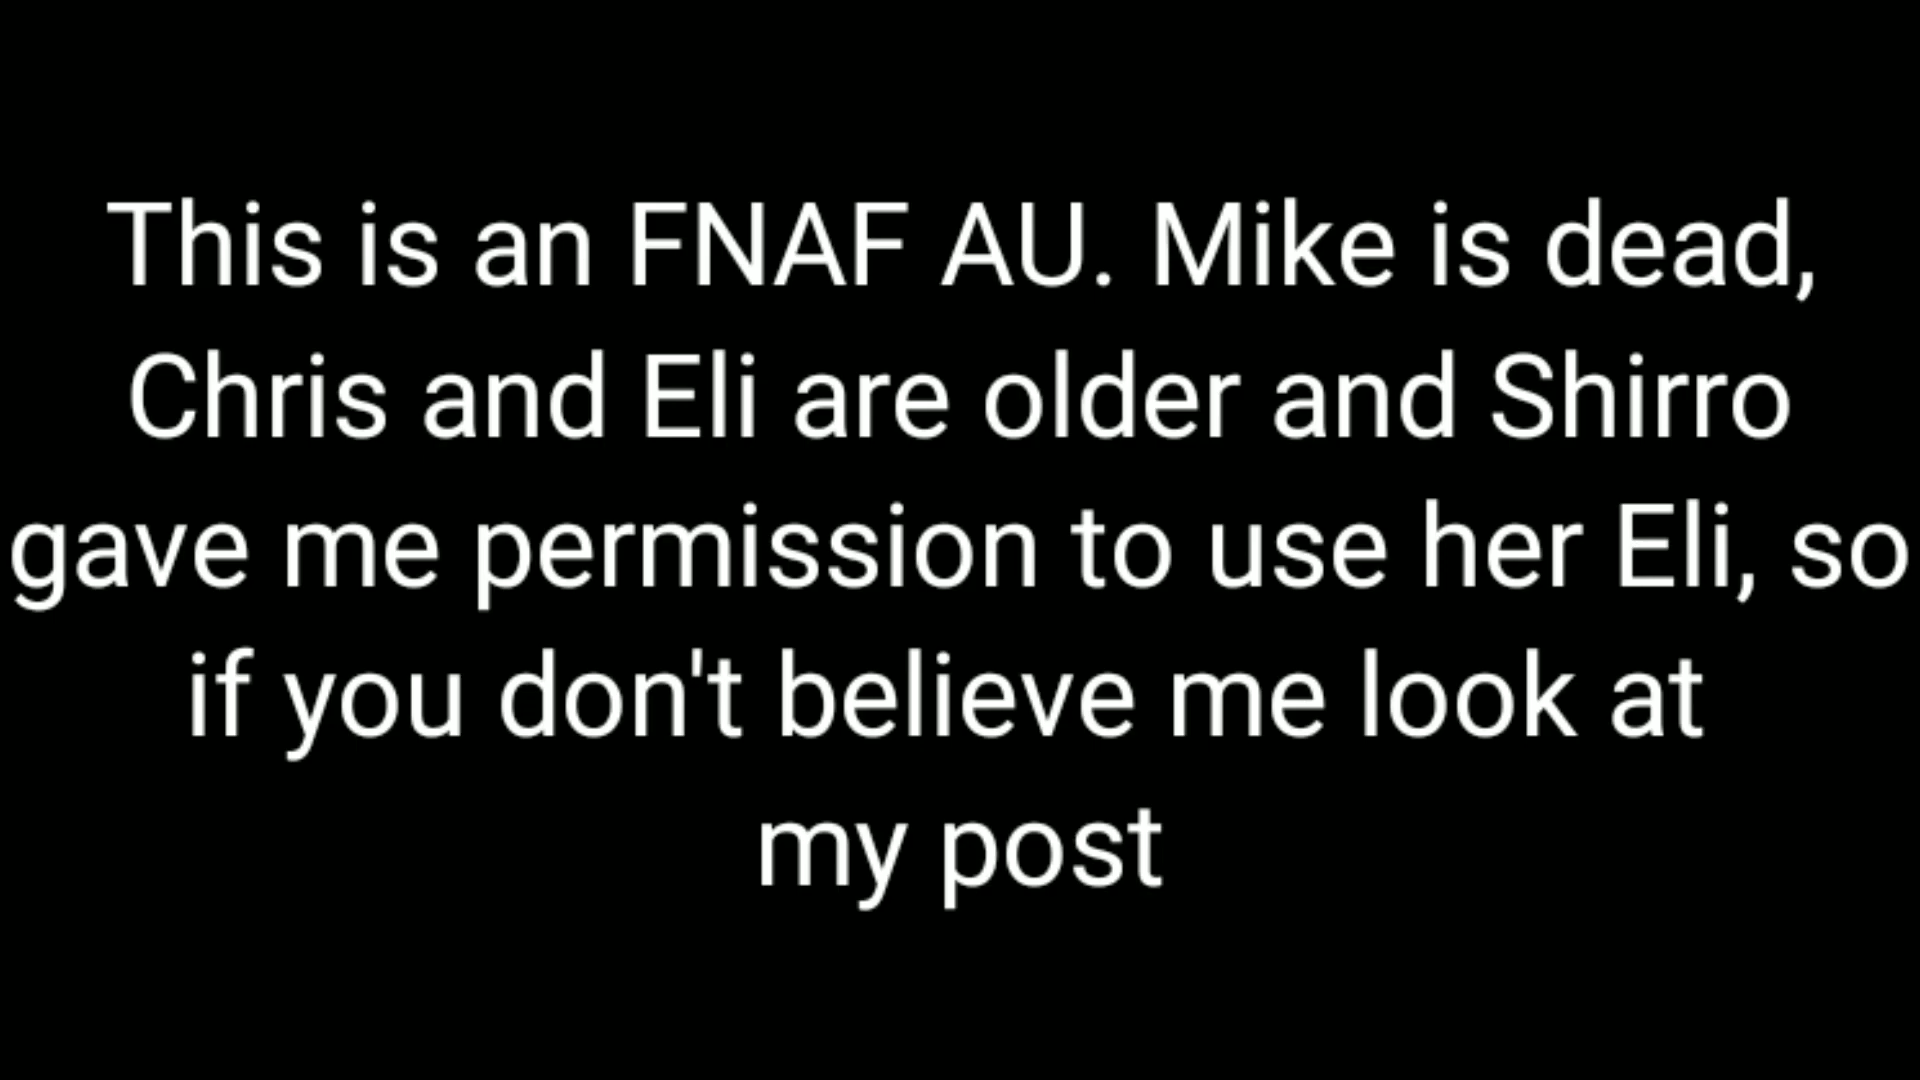 This is an FNAF AU. Mike is dead,
Chris and Eli are older and Shirro
gave me permission to use her Eli, so
if you don't believe me look at
my post